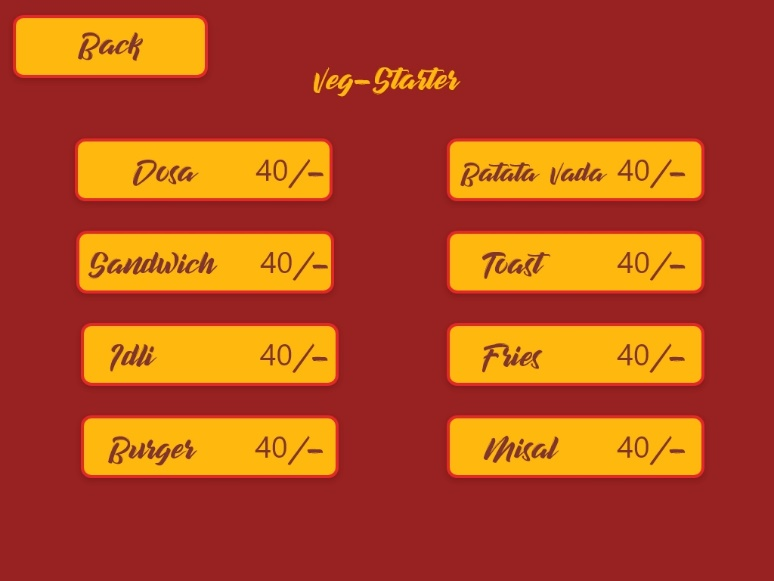 Back
Veg-Starter
Dosa 40/-
Batata Vada 40/-
Sandwich 40/-
Toast 40/-
Idli 40/-
Fries 40/-
Burger 40/-
Misal 40/-